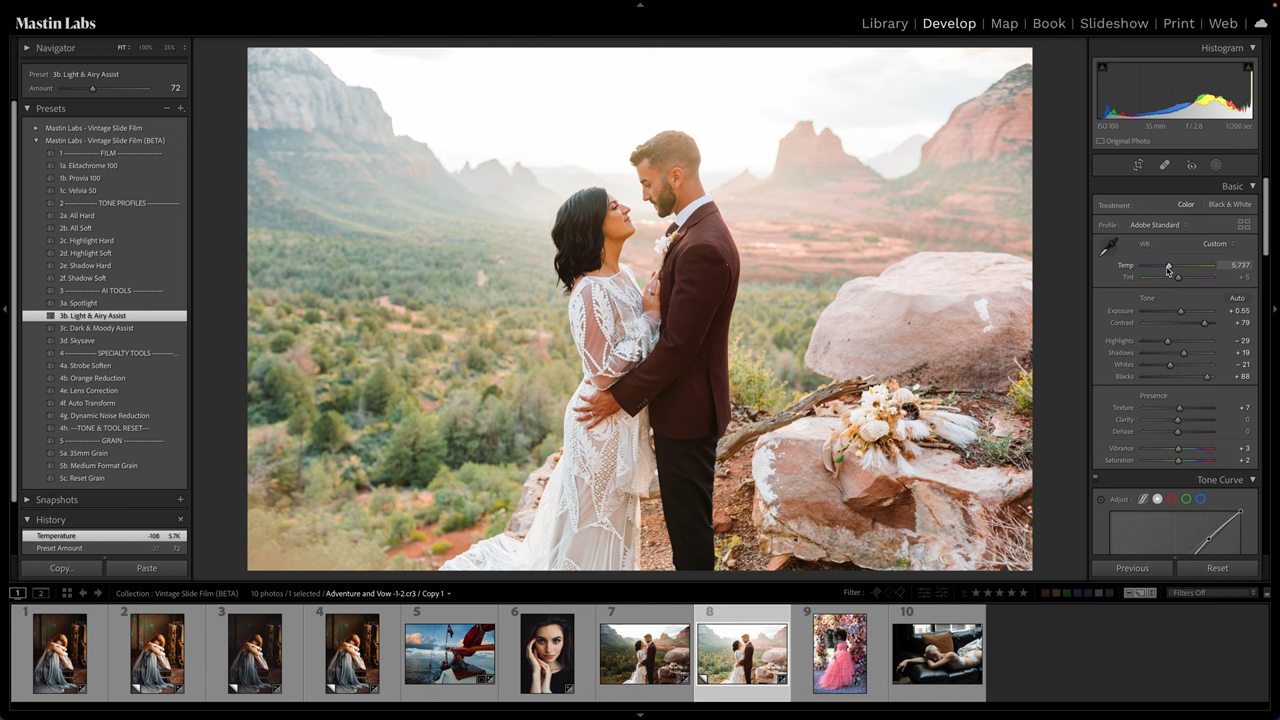 Mastin Labs
Library | Develop | Map | Book | Slideshow | Print | Web
Navigator FIT 100% 25%
Preset : 3b. Light & Airy Assist
Amount 72
Presets
Mastin Labs - Vintage Slide Film
Mastin Labs - Vintage Slide Film (BETA)
1 ------------- FILM ----------------
1a. Ektachrome 100
1b. Provia 100
1c. Velvia 50
2 ------------- TONE PROFILES ------------
2a. All Hard
2b. All Soft
2c. Highlight Hard
2d. Highlight Soft
2e. Shadow Hard
2f. Shadow Soft
3 ------------- AI TOOLS ----------------
3a. Spotlight
3b. Light & Airy Assist
3c. Dark & Moody Assist
3d. Skysave
4 ------------- SPECIALTY TOOLS -------...
4a. Strobe Soften
4b. Orange Reduction
4e. Lens Correction
4f. Auto Transform
4g. Dynamic Noise Reduction
4h. ---TONE & TOOL RESET---
5 ------------- GRAIN ----------------
5a. 35mm Grain
5b. Medium Format Grain
5c. Reset Grain
Snapshots
History
Temperature -108 5.7K
Preset Amount -37 72
Copy... Paste
Histogram
ISO 100 35 mm f / 2.8 1/200 sec
Original Photo
Basic
Treatment : Color | Black & White
Profile : Adobe Standard
WB : Custom
Temp 5,737
Tint + 5
Tone Auto
Exposure + 0.55
Contrast + 79
Highlights - 29
Shadows + 19
Whites - 21
Blacks + 88
Presence
Texture + 7
Clarity 0
Dehaze 0
Vibrance + 3
Saturation + 2
Tone Curve
Adjust :
Previous Reset
1 2 Collection : Vintage Slide Film (BETA) 10 photos / 1 selected / Adventure and Vow -1-2.cr3 / Copy 1 Filter : Filters Off
1 2 3 4 5 6 7 8 9 10